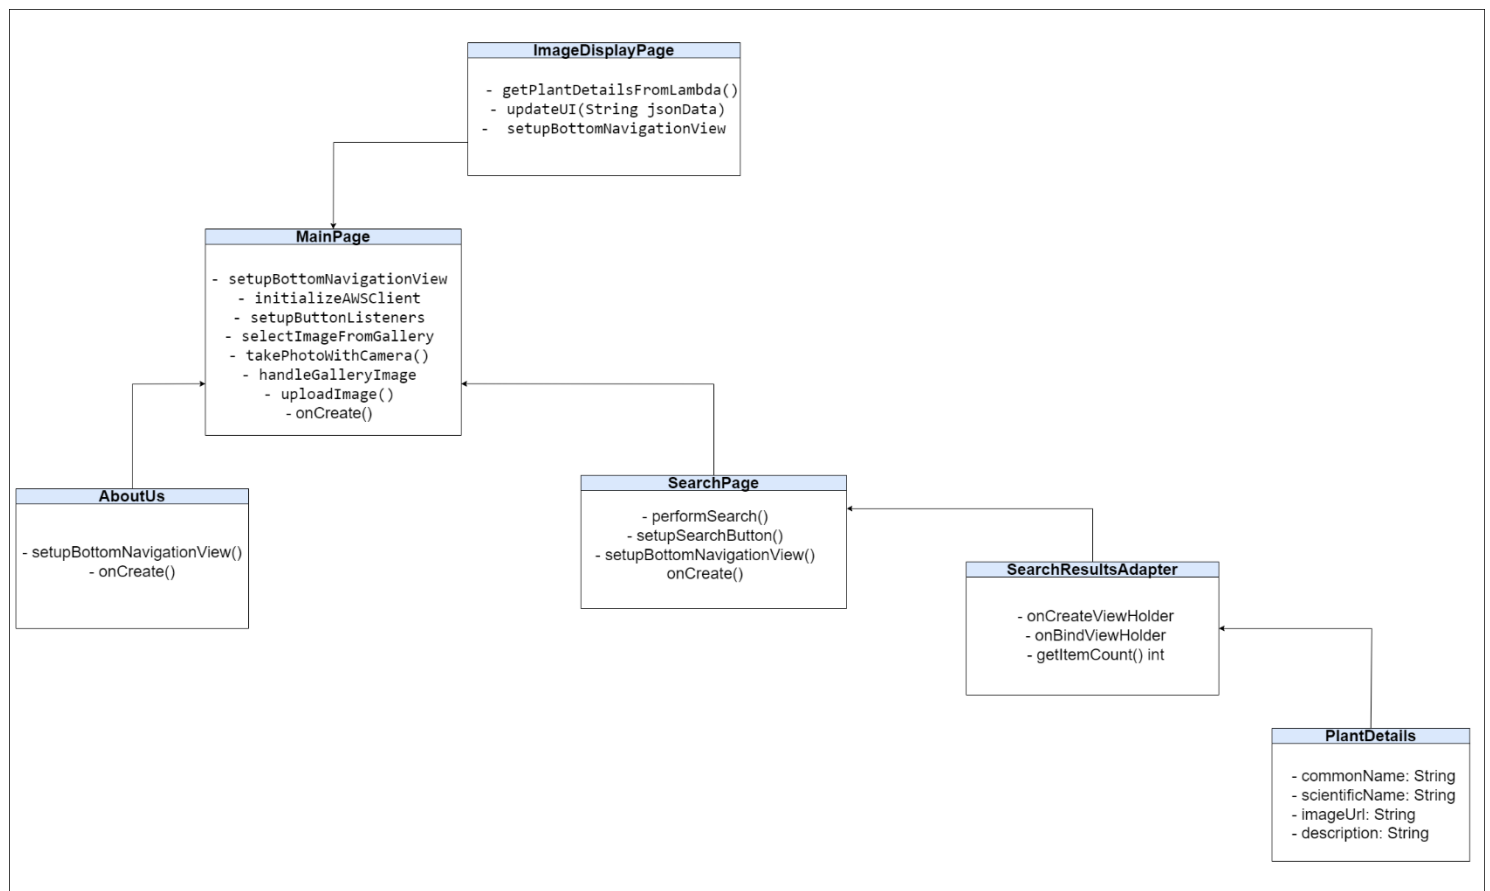 ImageDisplayPage
- getPlantDetailsFromLambda()
- updateUI(String jsonData)
- setupBottomNavigationView
MainPage
- setupBottomNavigationView
- initializeAWSClient
- setupButtonListeners
- selectImageFromGallery
- takePhotoWithCamera()
- handleGalleryImage
- uploadImage()
- onCreate()
AboutUs
- setupBottomNavigationView()
- onCreate()
SearchPage
- performSearch()
- setupSearchButton()
- setupBottomNavigationView()
onCreate()
SearchResultsAdapter
- onCreateViewHolder
- onBindViewHolder
- getItemCount() int
PlantDetails
- commonName: String
- scientificName: String
- imageUrl: String
- description: String